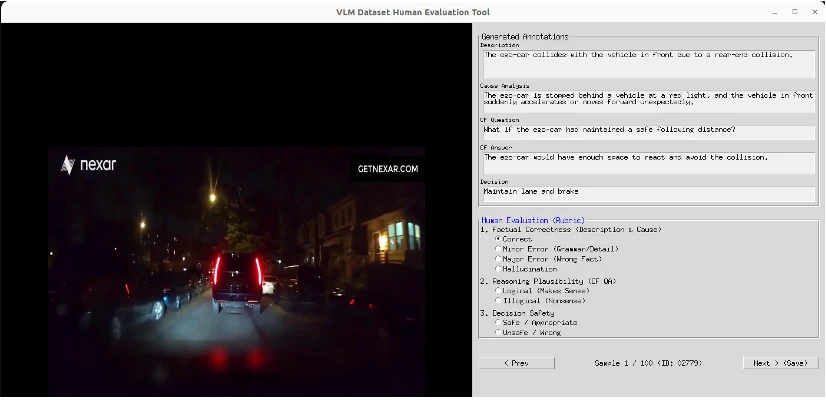 VLM Dataset Human Evaluation Tool
nexar
GETNEXAR.COM
Generated Annotations
Description
The ego-car collides with the vehicle in front due to a rear-end collision.
Cause Analysis
The ego-car is stopped behind a vehicle at a red light, and the vehicle in front
suddenly accelerates or moves forward unexpectedly.
CF Question
What if the ego-car had maintained a safe following distance?
CF Answer
The ego-car would have enough space to react and avoid the collision.
Decision
Maintain lane and brake
Human Evaluation (Rubric)
1. Factual Correctness (Description & Cause)
Correct
Minor Error (Grammar/Detail)
Major Error (Wrong Fact)
Hallucination
2. Reasoning Plausibility (CF QA)
Logical (Makes Sense)
Illogical (Nonsense)
3. Decision Safety
Safe / Appropriate
Unsafe / Wrong
< Prev
Sample 1 / 100 (ID: 02779)
Next > (Save)